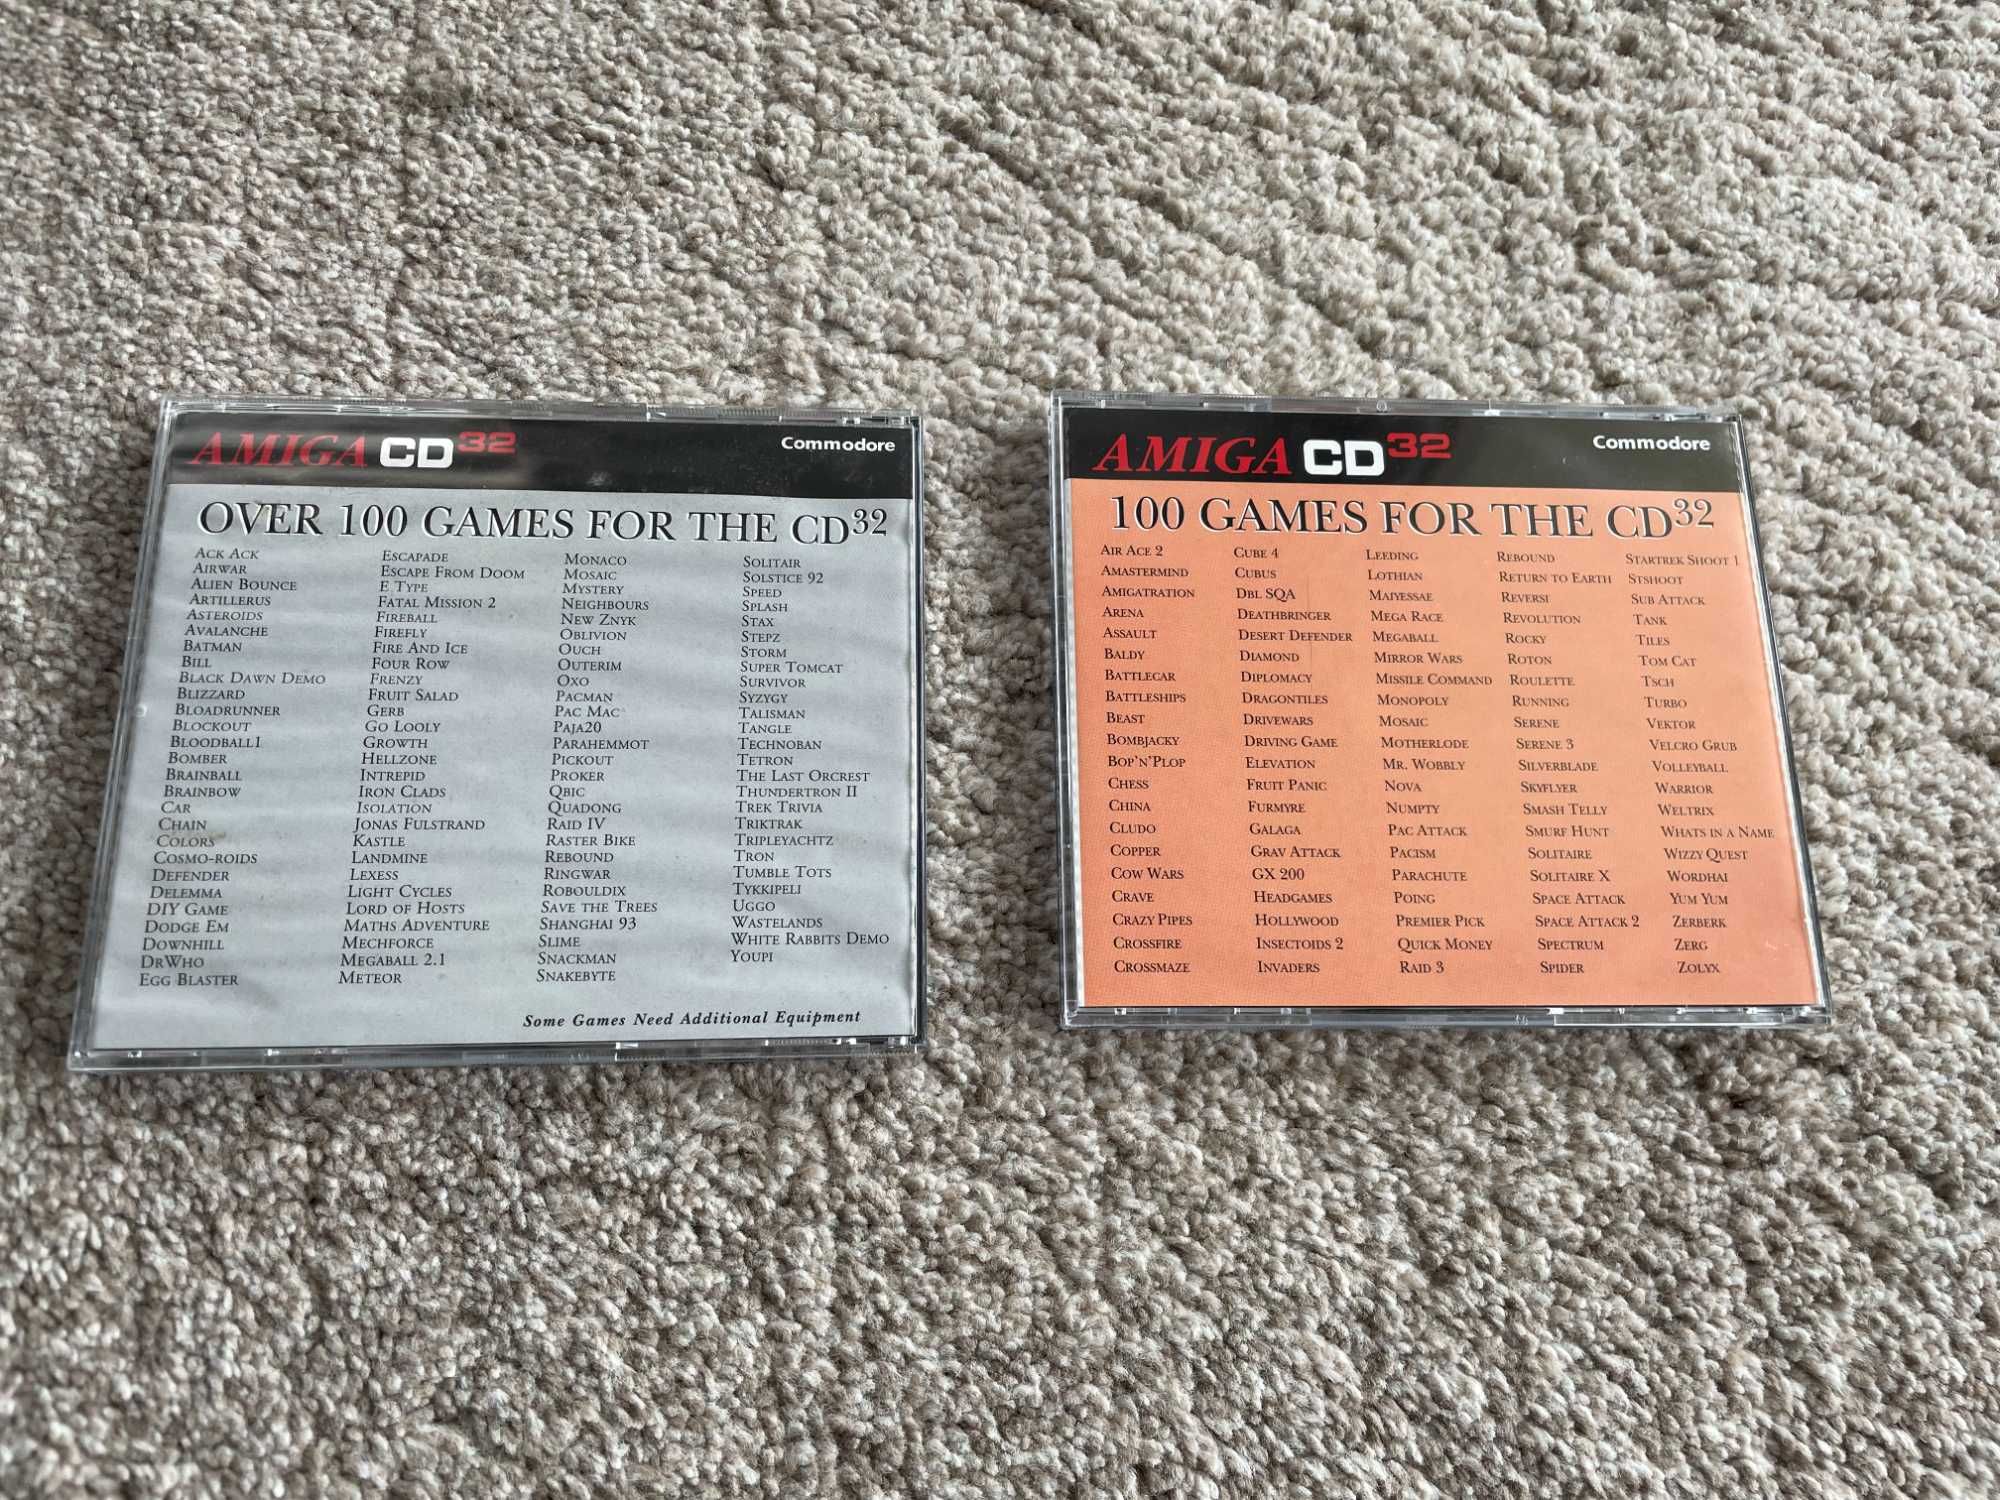 AMIGA CD32
Commodore
OVER 100 GAMES FOR THE CD32
ACK ACK
AIRWAR
ALIEN BOUNCE
ARTILLERUS
ASTEROIDS
AVALANCHE
BATMAN
BILL
BLACK DAWN DEMO
BLIZZARD
BLOADRUNNER
BLOCKOUT
BLOODBALL1
BOMBER
BRAINBALL
BRAINBOW
CAR
CHAIN
COLORS
COSMO-ROIDS
DEFENDER
DELEMMA
DIY GAME
DODGE EM
DOWNHILL
DRWHO
EGG BLASTER
ESCAPADE
ESCAPE FROM DOOM
E TYPE
FATAL MISSION 2
FIREBALL
FIREFLY
FIRE AND ICE
FOUR ROW
FRENZY
FRUIT SALAD
GERB
GO LOOLY
GROWTH
HELLZONE
INTREPID
IRON CLADS
ISOLATION
JONAS FULSTRAND
KASTLE
LANDMINE
LEXESS
LIGHT CYCLES
LORD OF HOSTS
MATHS ADVENTURE
MECHFORCE
MEGABALL 2.1
METEOR
MONACO
MOSAIC
MYSTERY
NEIGHBOURS
NEW ZNYK
OBLIVION
OUCH
OUTERIM
OXO
PACMAN
PAC MAC
PAJA20
PARAHEMMOT
PICKOUT
PROKER
QBIC
QUADONG
RAID IV
RASTER BIKE
REBOUND
RINGWAR
ROBOULDIX
SAVE THE TREES
SHANGHAI 93
SLIME
SNACKMAN
SNAKEBYTE
SOLITAIR
SOLSTICE 92
SPEED
SPLASH
STAX
STEPZ
STORM
SUPER TOMCAT
SURVIVOR
SYZYGY
TALISMAN
TANGLE
TECHNOBAN
TETRON
THE LAST ORCREST
THUNDERTRON II
TREK TRIVIA
TRIKTRAK
TRIPLEYACHTZ
TRON
TUMBLE TOTS
TYKKIPELI
UGGO
WASTELANDS
WHITE RABBITS DEMO
YOUPI
Some Games Need Additional Equipment
AMIGA CD32
Commodore
100 GAMES FOR THE CD32
AIR ACE 2
AMASTERMIND
AMIGATRATION
ARENA
ASSAULT
BALDY
BATTLECAR
BATTLESHIPS
BEAST
BOMBJACKY
BOP'N'PLOP
CHESS
CHINA
CLUDO
COPPER
COW WARS
CRAVE
CRAZY PIPES
CROSSFIRE
CROSSMAZE
CUBE 4
CUBUS
DBL SQA
DEATHBRINGER
DESERT DEFENDER
DIAMOND
DIPLOMACY
DRAGONTILES
DRIVEWARS
DRIVING GAME
ELEVATION
FRUIT PANIC
FURMYRE
GALAGA
GRAV ATTACK
GX 200
HEADGAMES
HOLLYWOOD
INSECTOIDS 2
INVADERS
LEEDING
LOTHIAN
MAIYESSAE
MEGA RACE
MEGABALL
MIRROR WARS
MISSILE COMMAND
MONOPOLY
MOSAIC
MOTHERLODE
MR. WOBBLY
NOVA
NUMPTY
PAC ATTACK
PACISM
PARACHUTE
POING
PREMIER PICK
QUICK MONEY
RAID 3
REBOUND
RETURN TO EARTH
REVERSI
REVOLUTION
ROCKY
ROTON
ROULETTE
RUNNING
SERENE
SERENE 3
SILVERBLADE
SKYFLYER
SMASH TELLY
SMURF HUNT
SOLITAIRE
SOLITAIRE X
SPACE ATTACK
SPACE ATTACK 2
SPECTRUM
SPIDER
STARTREK SHOOT 1
STSHOOT
SUB ATTACK
TANK
TILES
TOM CAT
TSCH
TURBO
VEKTOR
VELCRO GRUB
VOLLEYBALL
WARRIOR
WELTRIX
WHATS IN A NAME
WIZZY QUEST
WORDHAI
YUM YUM
ZERBERK
ZERG
ZOLYX